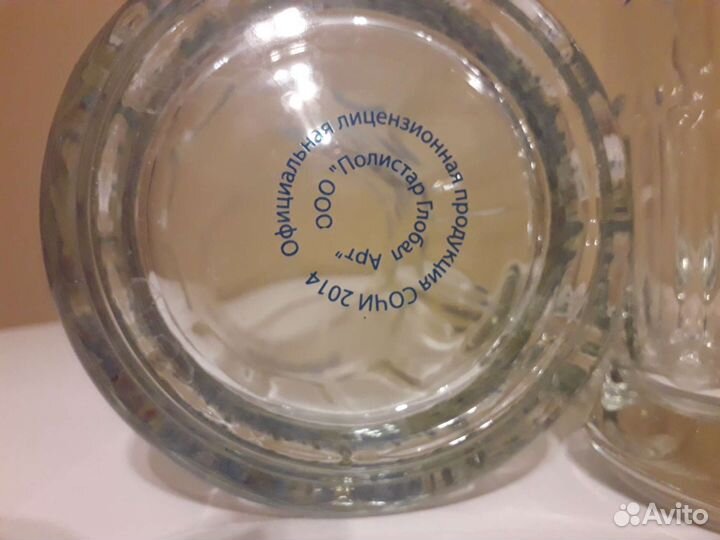 Официальная лицензионная продукция СОЧИ 2014
ООО "Полистар Глобал Арт"
Avito